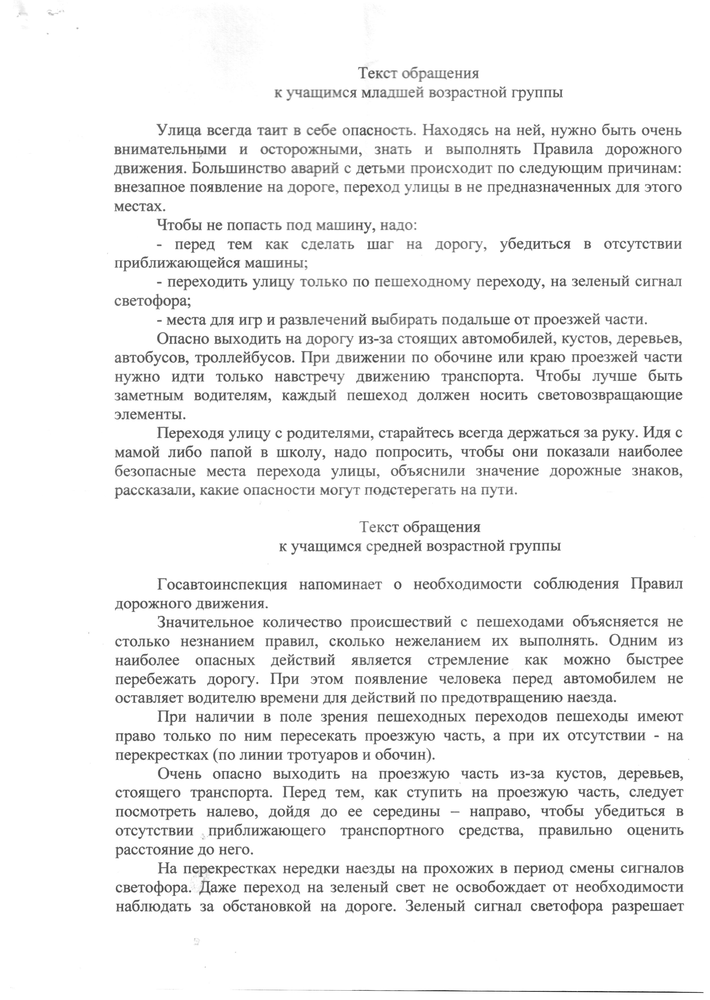 Текст обращения
к учащимся младшей возрастной группы
Улица всегда таит в себе опасность. Находясь на ней, нужно быть очень
внимательными и осторожными, знать и выполнять Правила дорожного
движения. Большинство аварий с детьми происходит по следующим причинам:
внезапное появление на дороге, переход улицы в не предназначенных для этого
местах.
Чтобы не попасть под машину, надо:
- перед тем как сделать шаг на дорогу, убедиться в отсутствии
приближающейся машины;
- переходить улицу только по пешеходному переходу, на зеленый сигнал
светофора;
- места для игр и развлечений выбирать подальше от проезжей части.
Опасно выходить на дорогу из-за стоящих автомобилей, кустов, деревьев,
автобусов, троллейбусов. При движении по обочине или краю проезжей части
нужно идти только навстречу движению транспорта. Чтобы лучше быть
заметным водителям, каждый пешеход должен носить световозвращающие
элементы.
Переходя улицу с родителями, старайтесь всегда держаться за руку. Идя с
мамой либо папой в школу, надо попросить, чтобы они показали наиболее
безопасные места перехода улицы, объяснили значение дорожные знаков,
рассказали, какие опасности могут подстерегать на пути.
Текст обращения
к учащимся средней возрастной группы
Госавтоинспекция напоминает о необходимости соблюдения Правил
дорожного движения.
Значительное количество происшествий с пешеходами объясняется не
столько незнанием правил, сколько нежеланием их выполнять. Одним из
наиболее опасных действий является стремление как можно быстрее
перебежать дорогу. При этом появление человека перед автомобилем не
оставляет водителю времени для действий по предотвращению наезда.
При наличии в поле зрения пешеходных переходов пешеходы имеют
право только по ним пересекать проезжую часть, а при их отсутствии - на
перекрестках (по линии тротуаров и обочин).
Очень опасно выходить на проезжую часть из-за кустов, деревьев,
стоящего транспорта. Перед тем, как ступить на проезжую часть, следует
посмотреть налево, дойдя до ее середины – направо, чтобы убедиться в
отсутствии приближающего транспортного средства, правильно оценить
расстояние до него.
На перекрестках нередки наезды на прохожих в период смены сигналов
светофора. Даже переход на зеленый свет не освобождает от необходимости
наблюдать за обстановкой на дороге. Зеленый сигнал светофора разрешает